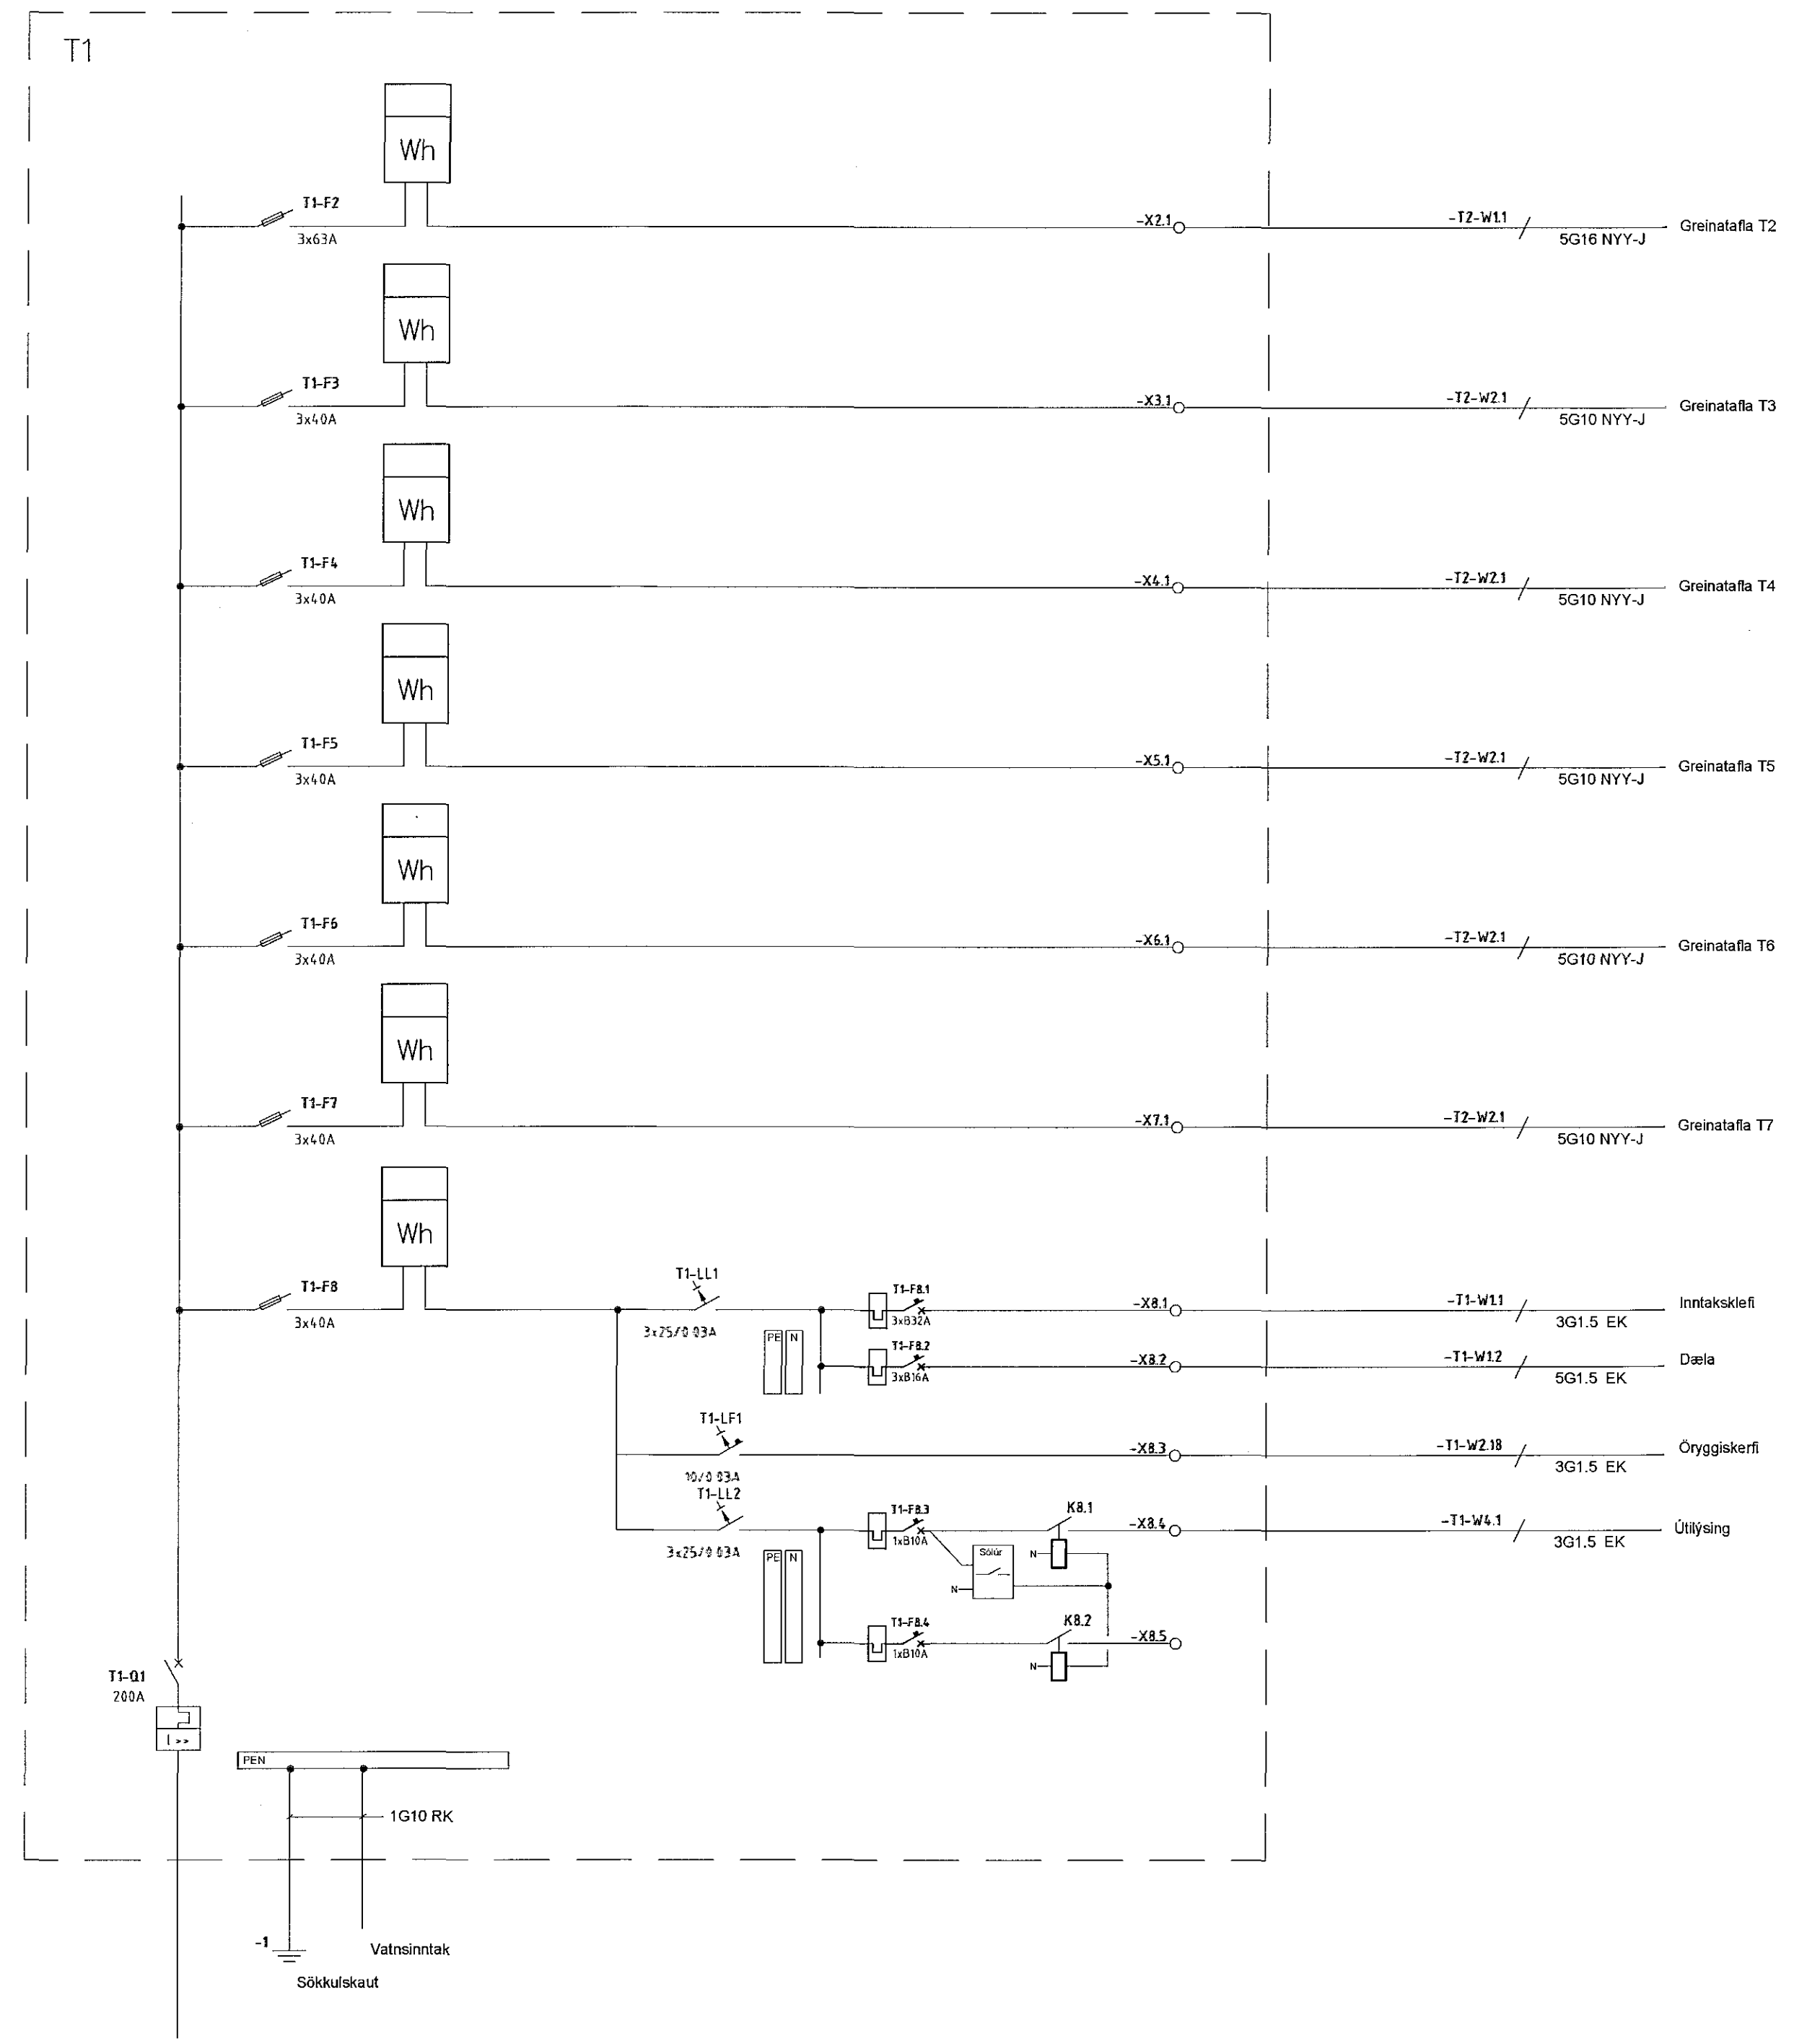 T1
Wh
T1-F2
3x63A
-X2.1
-T2-W1.1
5G16 NYY-J
Greinatafla T2
Wh
T1-F3
3x40A
-X3.1
-T2-W2.1
5G10 NYY-J
Greinatafla T3
Wh
T1-F4
3x40A
-X4.1
-T2-W2.1
5G10 NYY-J
Greinatafla T4
Wh
T1-F5
3x40A
-X5.1
-T2-W2.1
5G10 NYY-J
Greinatafla T5
Wh
T1-F6
3x40A
-X6.1
-T2-W2.1
5G10 NYY-J
Greinatafla T6
Wh
T1-F7
3x40A
-X7.1
-T2-W2.1
5G10 NYY-J
Greinatafla T7
Wh
T1-F8
3x40A
T1-LL1
3x25/0.03A
PE N
T1-F8.1
3xB32A
-X8.1
-T1-W1.1
3G1.5 EK
Inntaksklefi
T1-F8.2
3xB16A
-X8.2
-T1-W1.2
5G1.5 EK
Dæla
T1-LF1
10/0.03A
-X8.3
-T1-W2.18
3G1.5 EK
Öryggiskerfi
T1-LL2
3x25/0.03A
PE N
T1-F8.3
1xB10A
K8.1
N
Sólúr
N
-X8.4
-T1-W4.1
3G1.5 EK
Útilýsing
T1-F8.4
1xB10A
K8.2
N
-X8.5
T1-Q1
200A
I >>
PEN
1G10 RK
-1
Vatnsinntak
Sökkulskaut